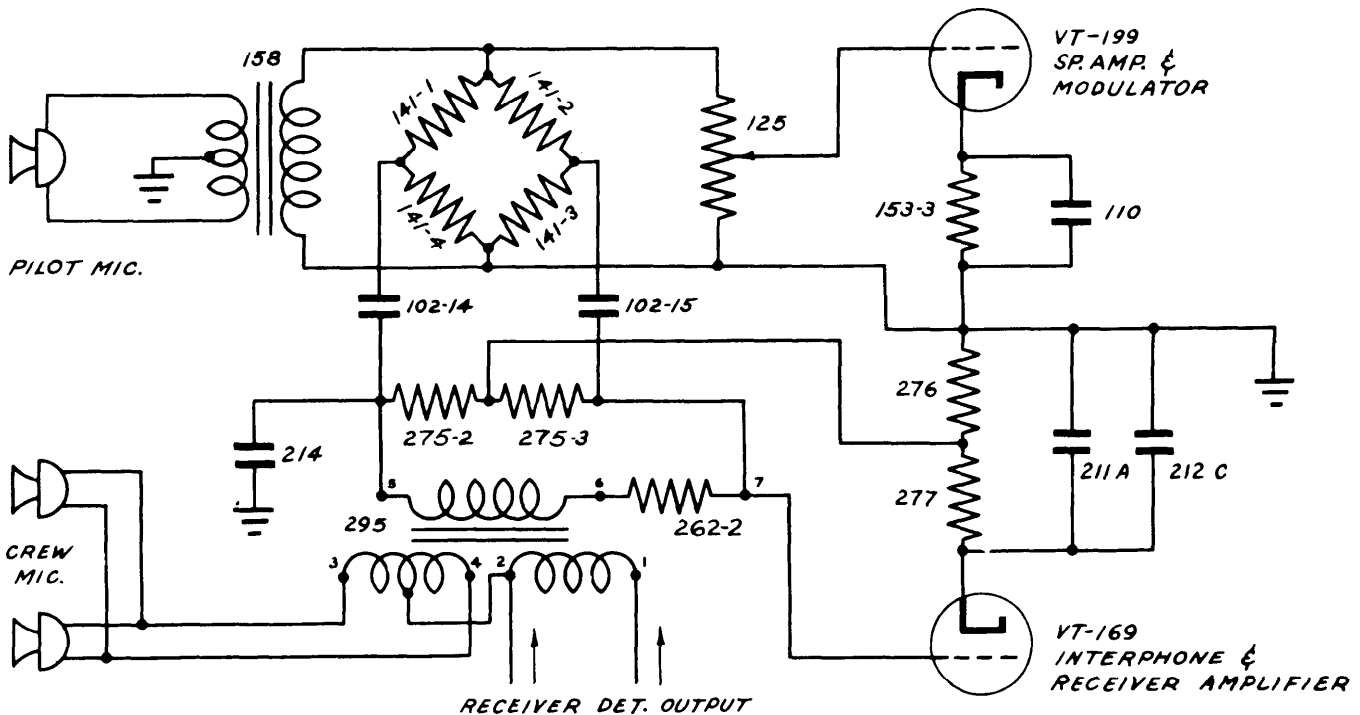 158
141-1
141-2
141-4
141-3
125
VT-199
SP. AMP. &
MODULATOR
153-3
110
PILOT MIC.
102-14
102-15
276
275-2
275-3
214
211A
212 C
277
5
6
7
295
262-2
CREW
MIC.
3
4
2
1
VT-169
INTERPHONE &
RECEIVER AMPLIFIER
RECEIVER DET. OUTPUT